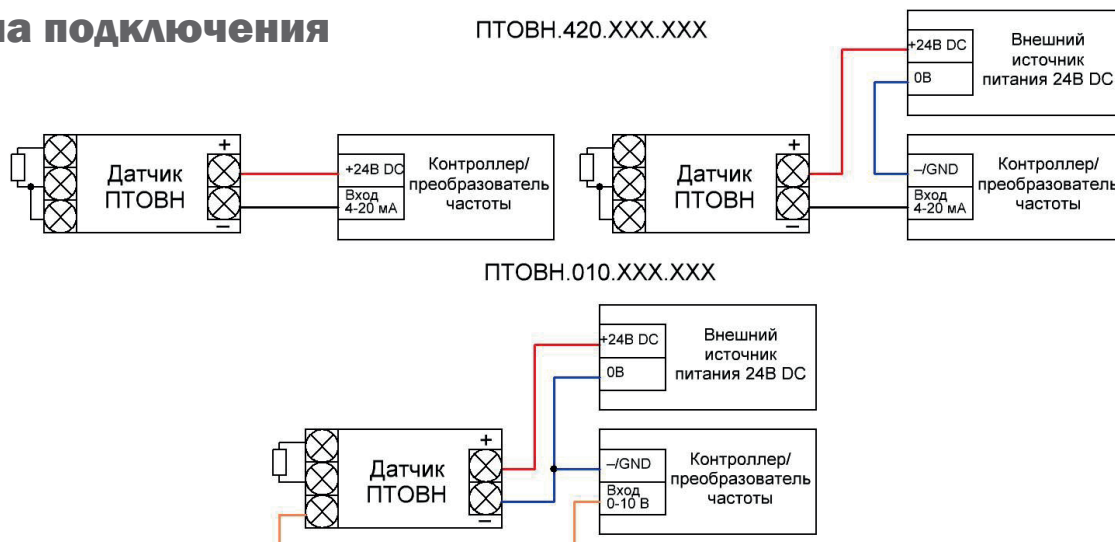 на подключения
ПТОВН.420.XXX.XXX
+24В DC
0В
Внешний
источник
питания 24В DC
+
Датчик
ПТОВН
–
+24В DC
Вход
4-20 мА
Контроллер/
преобразователь
частоты
+
Датчик
ПТОВН
–
–/GND
Вход
4-20 мА
Контроллер/
преобразователь
частоты
ПТОВН.010.XXX.XXX
+24В DC
0В
Внешний
источник
питания 24В DC
+
Датчик
ПТОВН
–
–/GND
Вход
0-10 В
Контроллер/
преобразователь
частоты